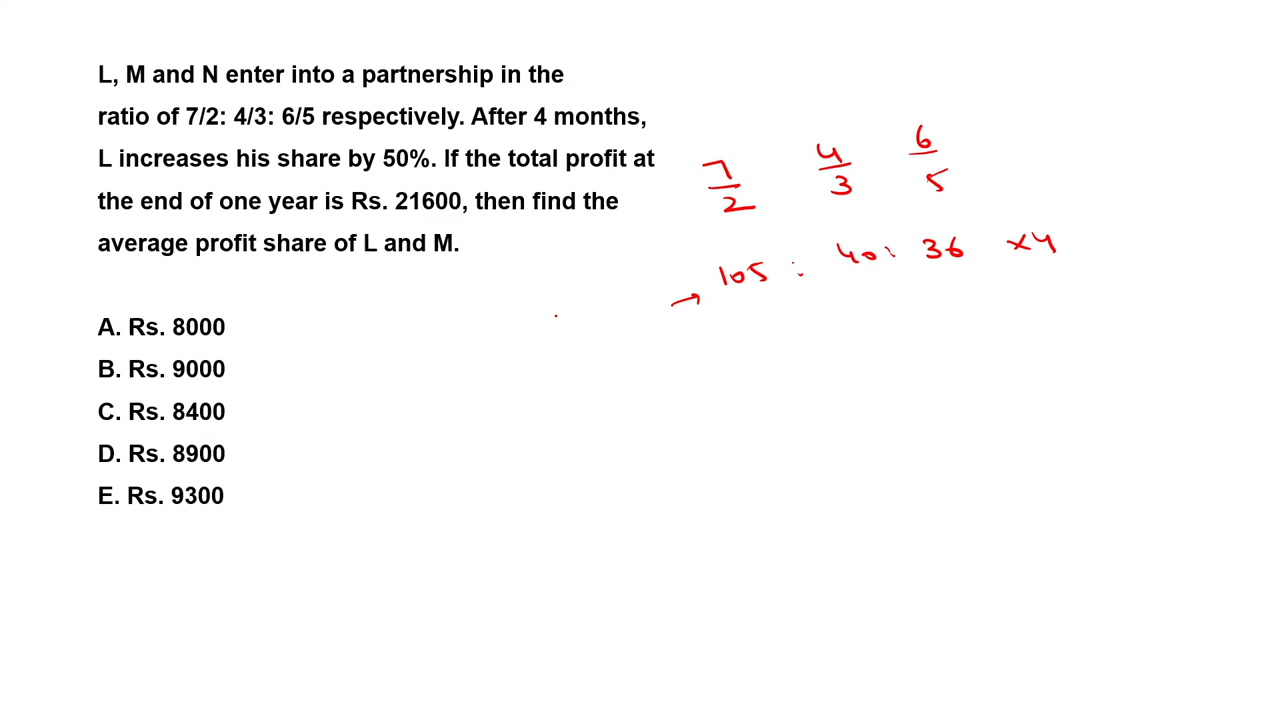 L, M and N enter into a partnership in the
ratio of 7/2: 4/3: 6/5 respectively. After 4 months,
L increases his share by 50%. If the total profit at
the end of one year is Rs. 21600, then find the
average profit share of L and M.
A. Rs. 8000
B. Rs. 9000
C. Rs. 8400
D. Rs. 8900
E. Rs. 9300
7/2 4/3 6/5
→ 105 : 40 : 36 ×4